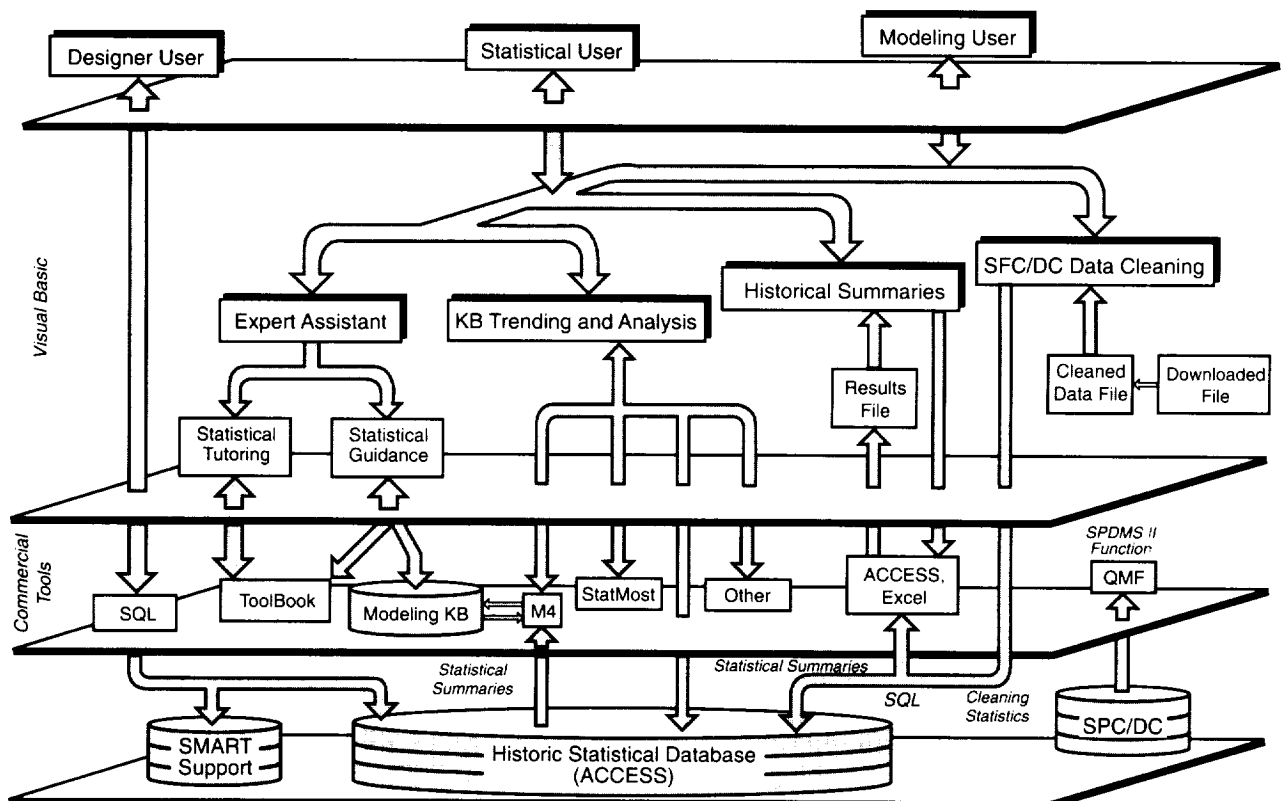 Designer User
Statistical User
Modeling User
Visual Basic
SFC/DC Data Cleaning
Historical Summaries
Expert Assistant
KB Trending and Analysis
Results
File
Cleaned
Data File
Downloaded
File
Statistical
Tutoring
Statistical
Guidance
Commercial
Tools
SPDMS II
Function
SQL
ToolBook
Modeling KB
M4
StatMost
Other
ACCESS,
Excel
QMF
Statistical
Summaries
Statistical Summaries
SQL
Cleaning
Statistics
SMART
Support
Historic Statistical Database
(ACCESS)
SPC/DC